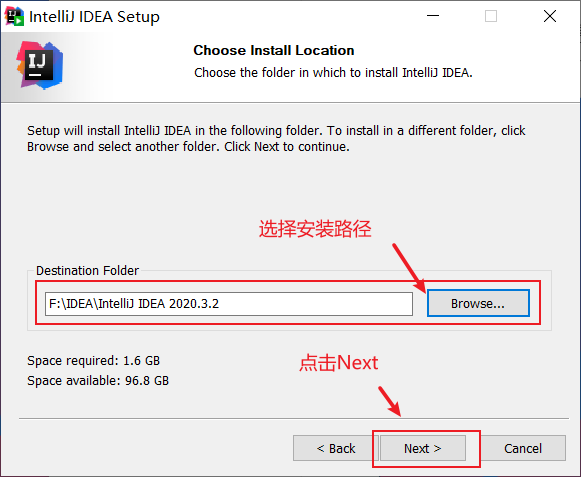 IntelliJ IDEA Setup
IJ
Choose Install Location
Choose the folder in which to install IntelliJ IDEA.
Setup will install IntelliJ IDEA in the following folder. To install in a different folder, click
Browse and select another folder. Click Next to continue.
选择安装路径
Destination Folder
F:\IDEA\IntelliJ IDEA 2020.3.2
Browse...
Space required: 1.6 GB
Space available: 96.8 GB
点击Next
< Back
Next >
Cancel